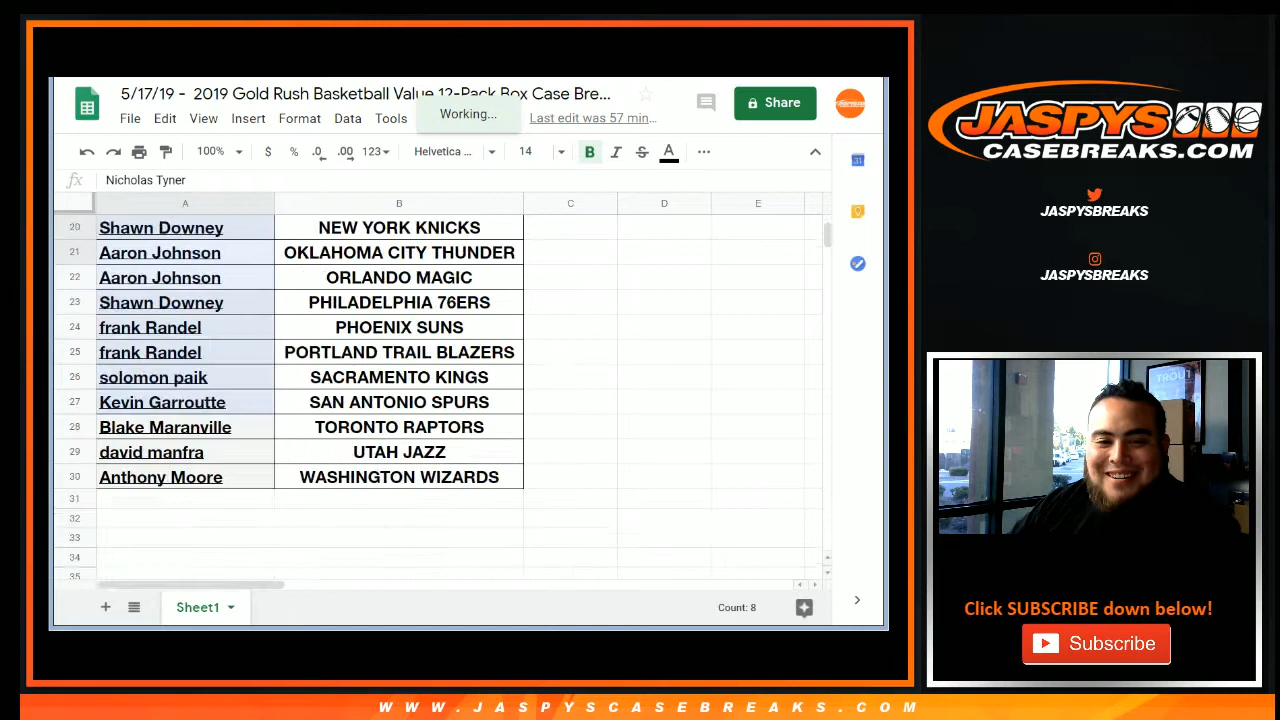 5/17/19 - 2019 Gold Rush Basketball Value 12-Pack Box Case Bre...
File Edit View Insert Format Data Tools Working... Last edit was 57 min...
Share
100% $ % .0 .00 123 Helvetica ... 14 B I S A ...
fx Nicholas Tyner
A B C D E
20 Shawn Downey NEW YORK KNICKS
21 Aaron Johnson OKLAHOMA CITY THUNDER
22 Aaron Johnson ORLANDO MAGIC
23 Shawn Downey PHILADELPHIA 76ERS
24 frank Randel PHOENIX SUNS
25 frank Randel PORTLAND TRAIL BLAZERS
26 solomon paik SACRAMENTO KINGS
27 Kevin Garroutte SAN ANTONIO SPURS
28 Blake Maranville TORONTO RAPTORS
29 david manfra UTAH JAZZ
30 Anthony Moore WASHINGTON WIZARDS
31
32
33
34
35
Sheet1 Count: 8
31
JASPYS
CASEBREAKS.COM
JASPYSBREAKS
JASPYSBREAKS
TROUT
Click SUBSCRIBE down below!
Subscribe
WWW.JASPYSCASEBREAKS.COM